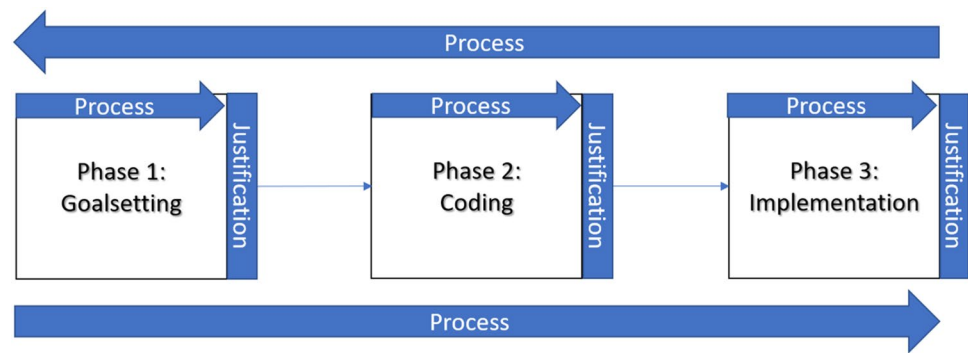 Process
Process
Justification
Phase 1:
Goalsetting
Process
Justification
Phase 2:
Coding
Process
Justification
Phase 3:
Implementation
Process